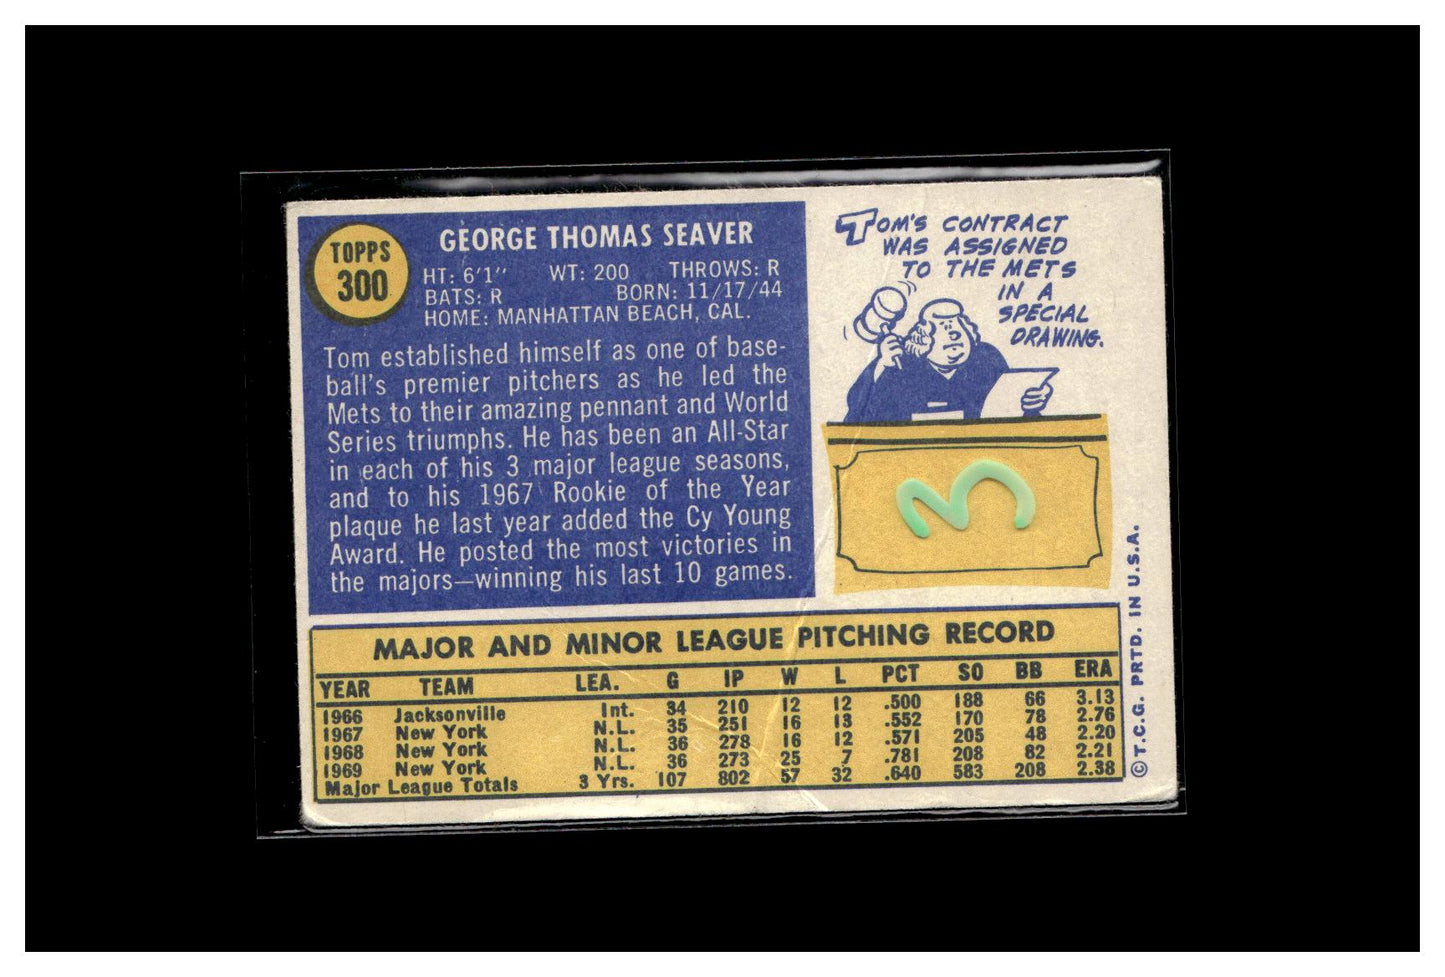 TOPPS
300
GEORGE THOMAS SEAVER
HT: 6'1" WT: 200 THROWS: R
BATS: R BORN: 11/17/44
HOME: MANHATTAN BEACH, CAL.
Tom established himself as one of base-
ball's premier pitchers as he led the
Mets to their amazing pennant and World
Series triumphs. He has been an All-Star
in each of his 3 major league seasons,
and to his 1967 Rookie of the Year
plaque he last year added the Cy Young
Award. He posted the most victories in
the majors—winning his last 10 games.
TOM'S CONTRACT
WAS ASSIGNED
TO THE METS
IN A
SPECIAL
DRAWING.
3
MAJOR AND MINOR LEAGUE PITCHING RECORD
YEAR TEAM LEA. G IP W L PCT SO BB ERA
1966 Jacksonville Int. 34 210 12 12 .500 188 66 3.13
1967 New York N.L. 35 251 16 13 .552 170 78 2.76
1968 New York N.L. 36 278 16 12 .571 205 48 2.20
1969 New York N.L. 36 273 25 7 .781 208 82 2.21
Major League Totals 3 Yrs. 107 802 57 32 .640 583 208 2.38
© T.C.G. PRTD. IN U.S.A.